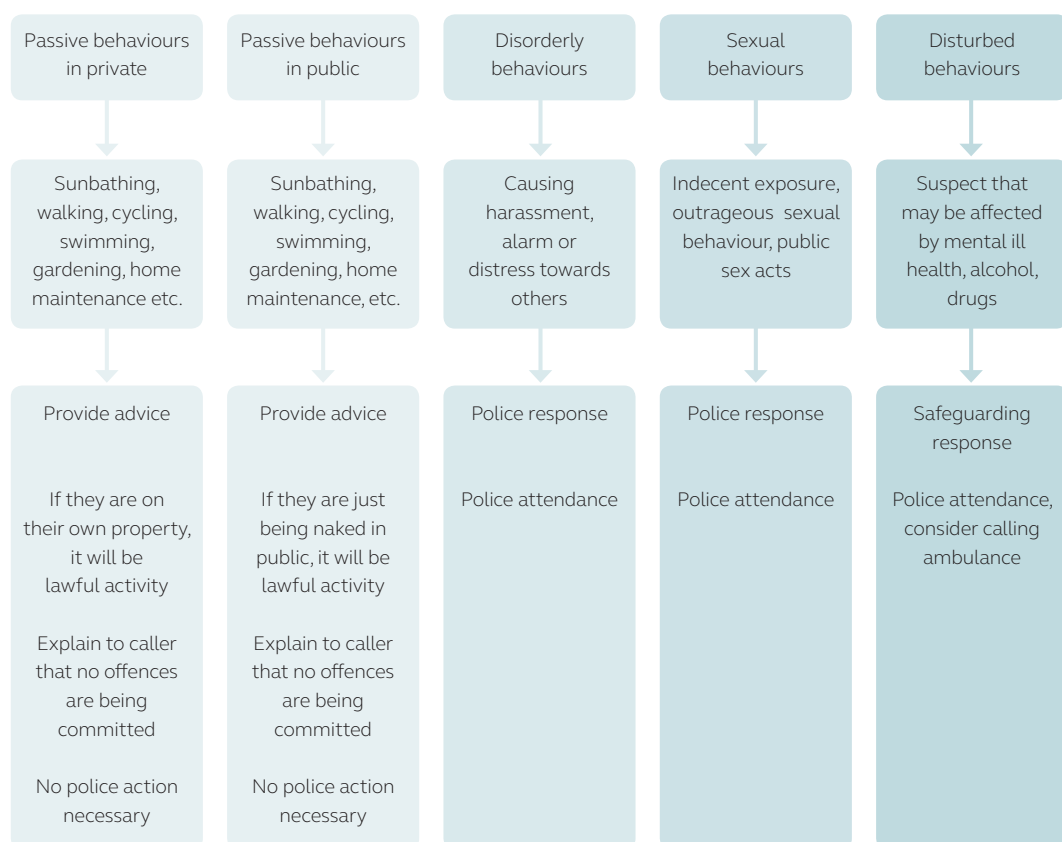 Passive behaviours
in private
Sunbathing,
walking, cycling,
swimming,
gardening, home
maintenance etc.
Provide advice
If they are on
their own property,
it will be
lawful activity
Explain to caller
that no offences
are being
committed
No police action
necessary
Passive behaviours
in public
Sunbathing,
walking, cycling,
swimming,
gardening, home
maintenance, etc.
Provide advice
If they are just
being naked in
public, it will be
lawful activity
Explain to caller
that no offences
are being
committed
No police action
necessary
Disorderly
behaviours
Causing
harassment,
alarm or
distress towards
others
Police response
Police attendance
Sexual
behaviours
Indecent exposure,
outrageous sexual
behaviour, public
sex acts
Police response
Police attendance
Disturbed
behaviours
Suspect that
may be affected
by mental ill
health, alcohol,
drugs
Safeguarding
response
Police attendance,
consider calling
ambulance